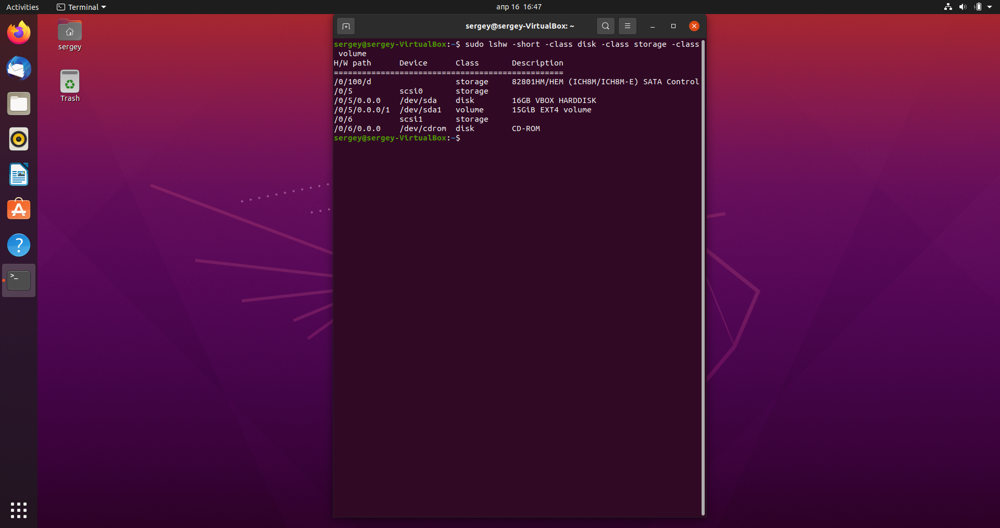 Activities Terminal апр 16 16:47
sergey
Trash
sergey@sergey-VirtualBox: ~
sergey@sergey-VirtualBox:~$ sudo lshw -short -class disk -class storage -class
volume
H/W path      Device      Class       Description
=================================================
/0/100/d                  storage     82801HM/HEM (ICH8M/ICH8M-E) SATA Control
/0/5          scsi0       storage
/0/5/0.0.0    /dev/sda    disk        16GB VBOX HARDDISK
/0/5/0.0.0/1  /dev/sda1   volume      15GiB EXT4 volume
/0/6          scsi1       storage
/0/6/0.0.0    /dev/cdrom  disk        CD-ROM
sergey@sergey-VirtualBox:~$